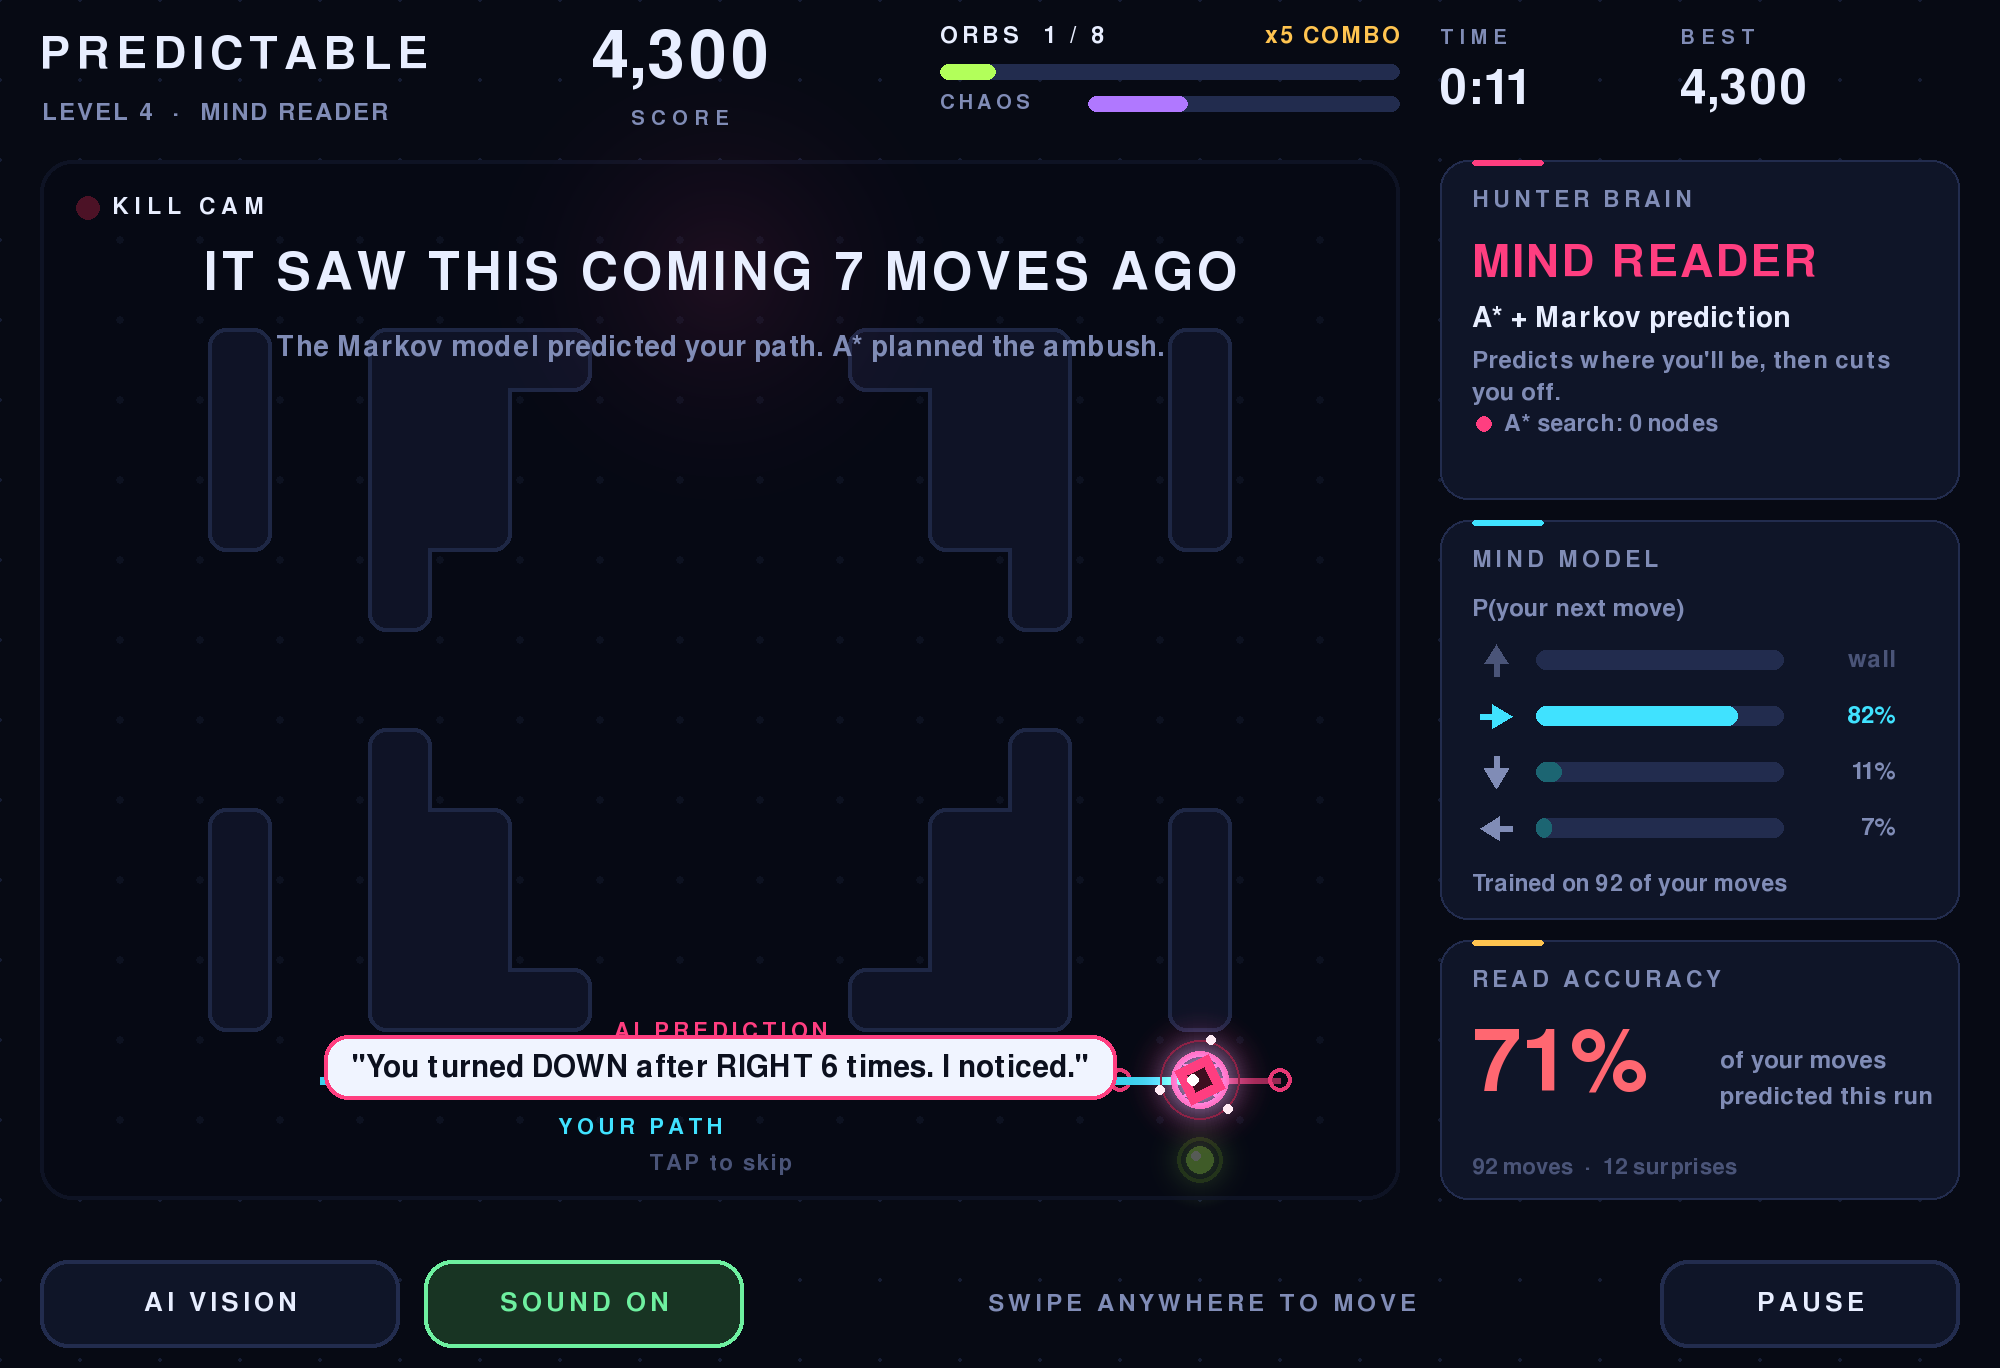 PREDICTABLE
LEVEL 4 · MIND READER
4,300
SCORE
ORBS 1 / 8
x5 COMBO
CHAOS
TIME
0:11
BEST
4,300
KILL CAM
IT SAW THIS COMING 7 MOVES AGO
The Markov model predicted your path. A* planned the ambush.
AI PREDICTION
"You turned DOWN after RIGHT 6 times. I noticed."
YOUR PATH
TAP to skip
HUNTER BRAIN
MIND READER
A* + Markov prediction
Predicts where you'll be, then cuts
you off.
A* search: 0 nodes
MIND MODEL
P(your next move)
wall
82%
11%
7%
Trained on 92 of your moves
READ ACCURACY
71%
of your moves
predicted this run
92 moves · 12 surprises
AI VISION
SOUND ON
SWIPE ANYWHERE TO MOVE
PAUSE